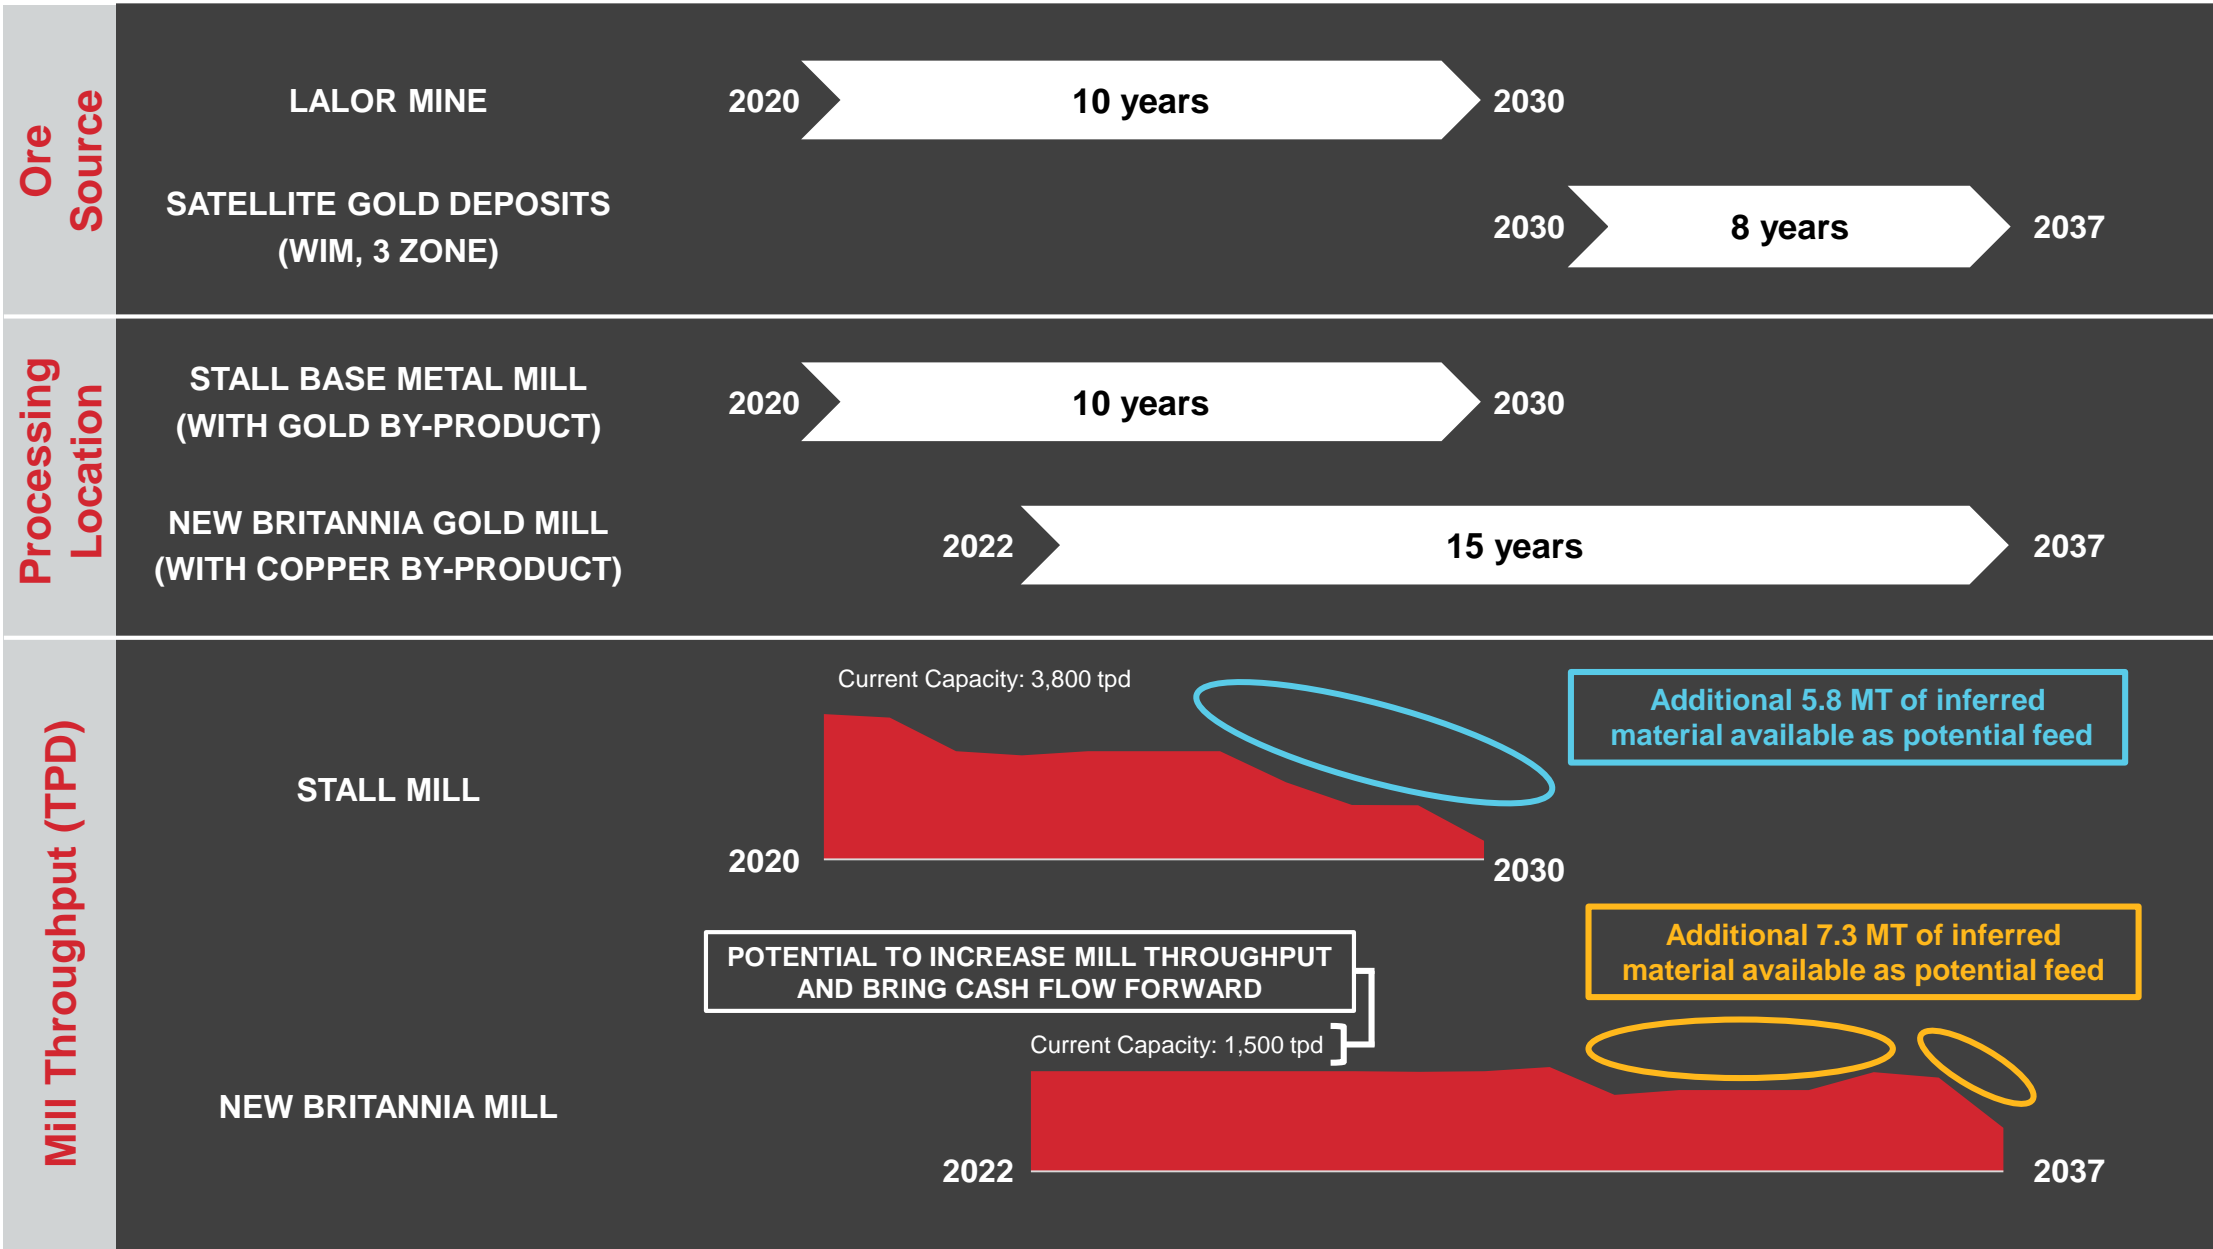 Ore
Source
LALOR MINE
2020
10 years
2030
SATELLITE GOLD DEPOSITS
(WIM, 3 ZONE)
2030
8 years
2037
Processing
Location
STALL BASE METAL MILL
(WITH GOLD BY-PRODUCT)
2020
10 years
2030
NEW BRITANNIA GOLD MILL
(WITH COPPER BY-PRODUCT)
2022
15 years
2037
Mill Throughput (TPD)
Current Capacity: 3,800 tpd
Additional 5.8 MT of inferred
material available as potential feed
STALL MILL
2020
2030
POTENTIAL TO INCREASE MILL THROUGHPUT
AND BRING CASH FLOW FORWARD
Additional 7.3 MT of inferred
material available as potential feed
Current Capacity: 1,500 tpd
NEW BRITANNIA MILL
2022
2037